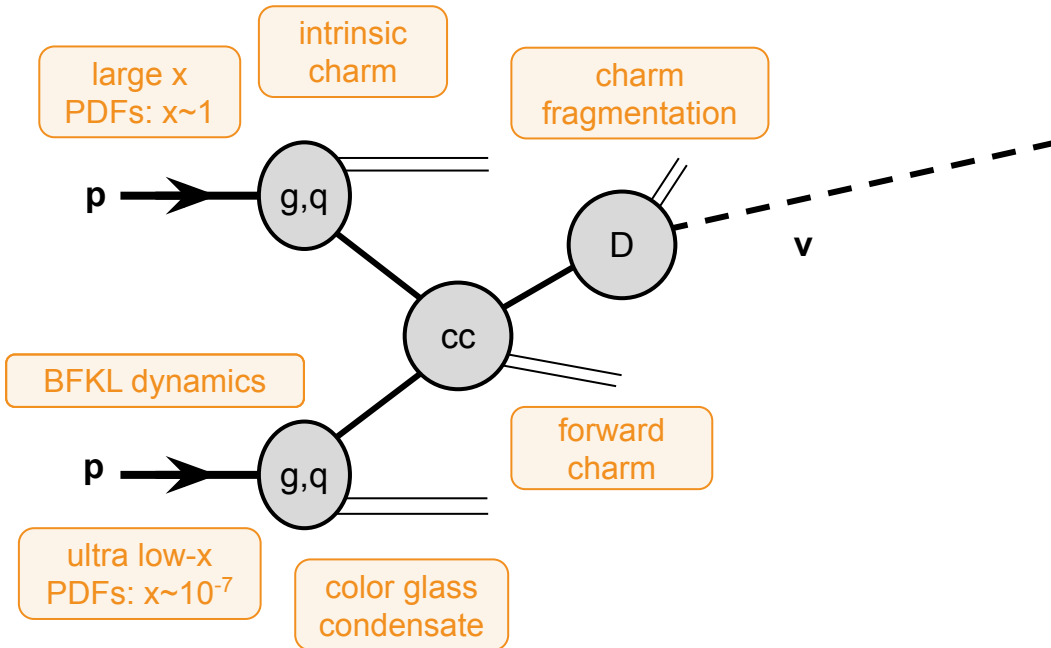 intrinsic
charm
large x
PDFs: x~1
charm
fragmentation
p
g,q
D
v
cc
BFKL dynamics
forward
charm
p
g,q
ultra low-x
PDFs: x~10⁻⁷
color glass
condensate